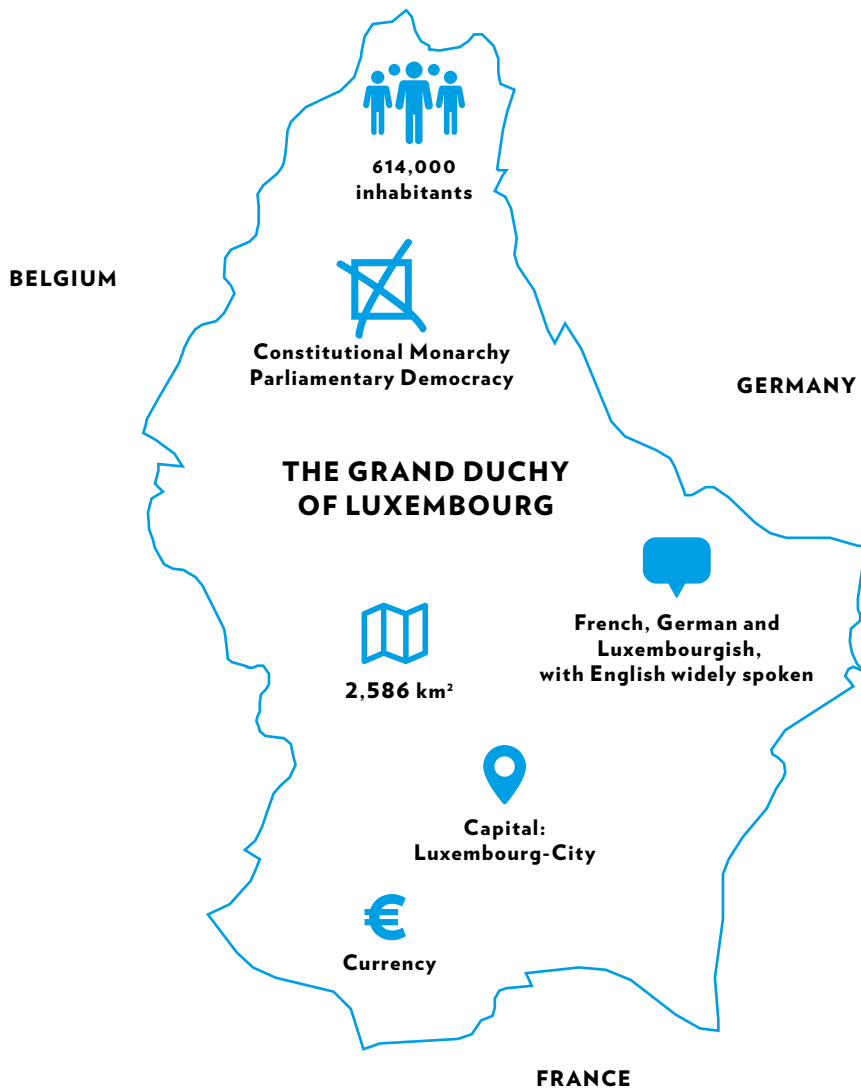 614,000
inhabitants
BELGIUM
Constitutional Monarchy
Parliamentary Democracy
GERMANY
THE GRAND DUCHY
OF LUXEMBOURG
French, German and
Luxembourgish,
with English widely spoken
2,586 km²
Capital:
Luxembourg-City
€
Currency
FRANCE